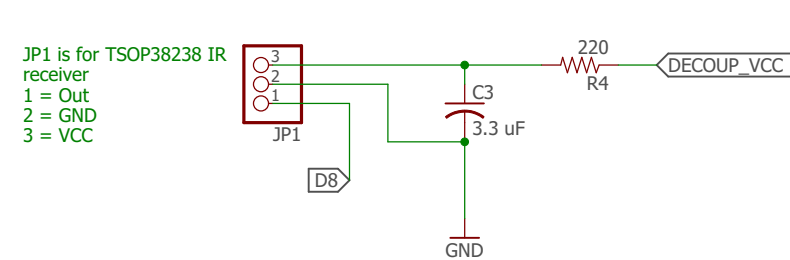 JP1 is for TSOP38238 IR
receiver
1 = Out
2 = GND
3 = VCC
3
2
1
JP1
D8
C3
3.3 uF
GND
220
R4
DECOUP_VCC